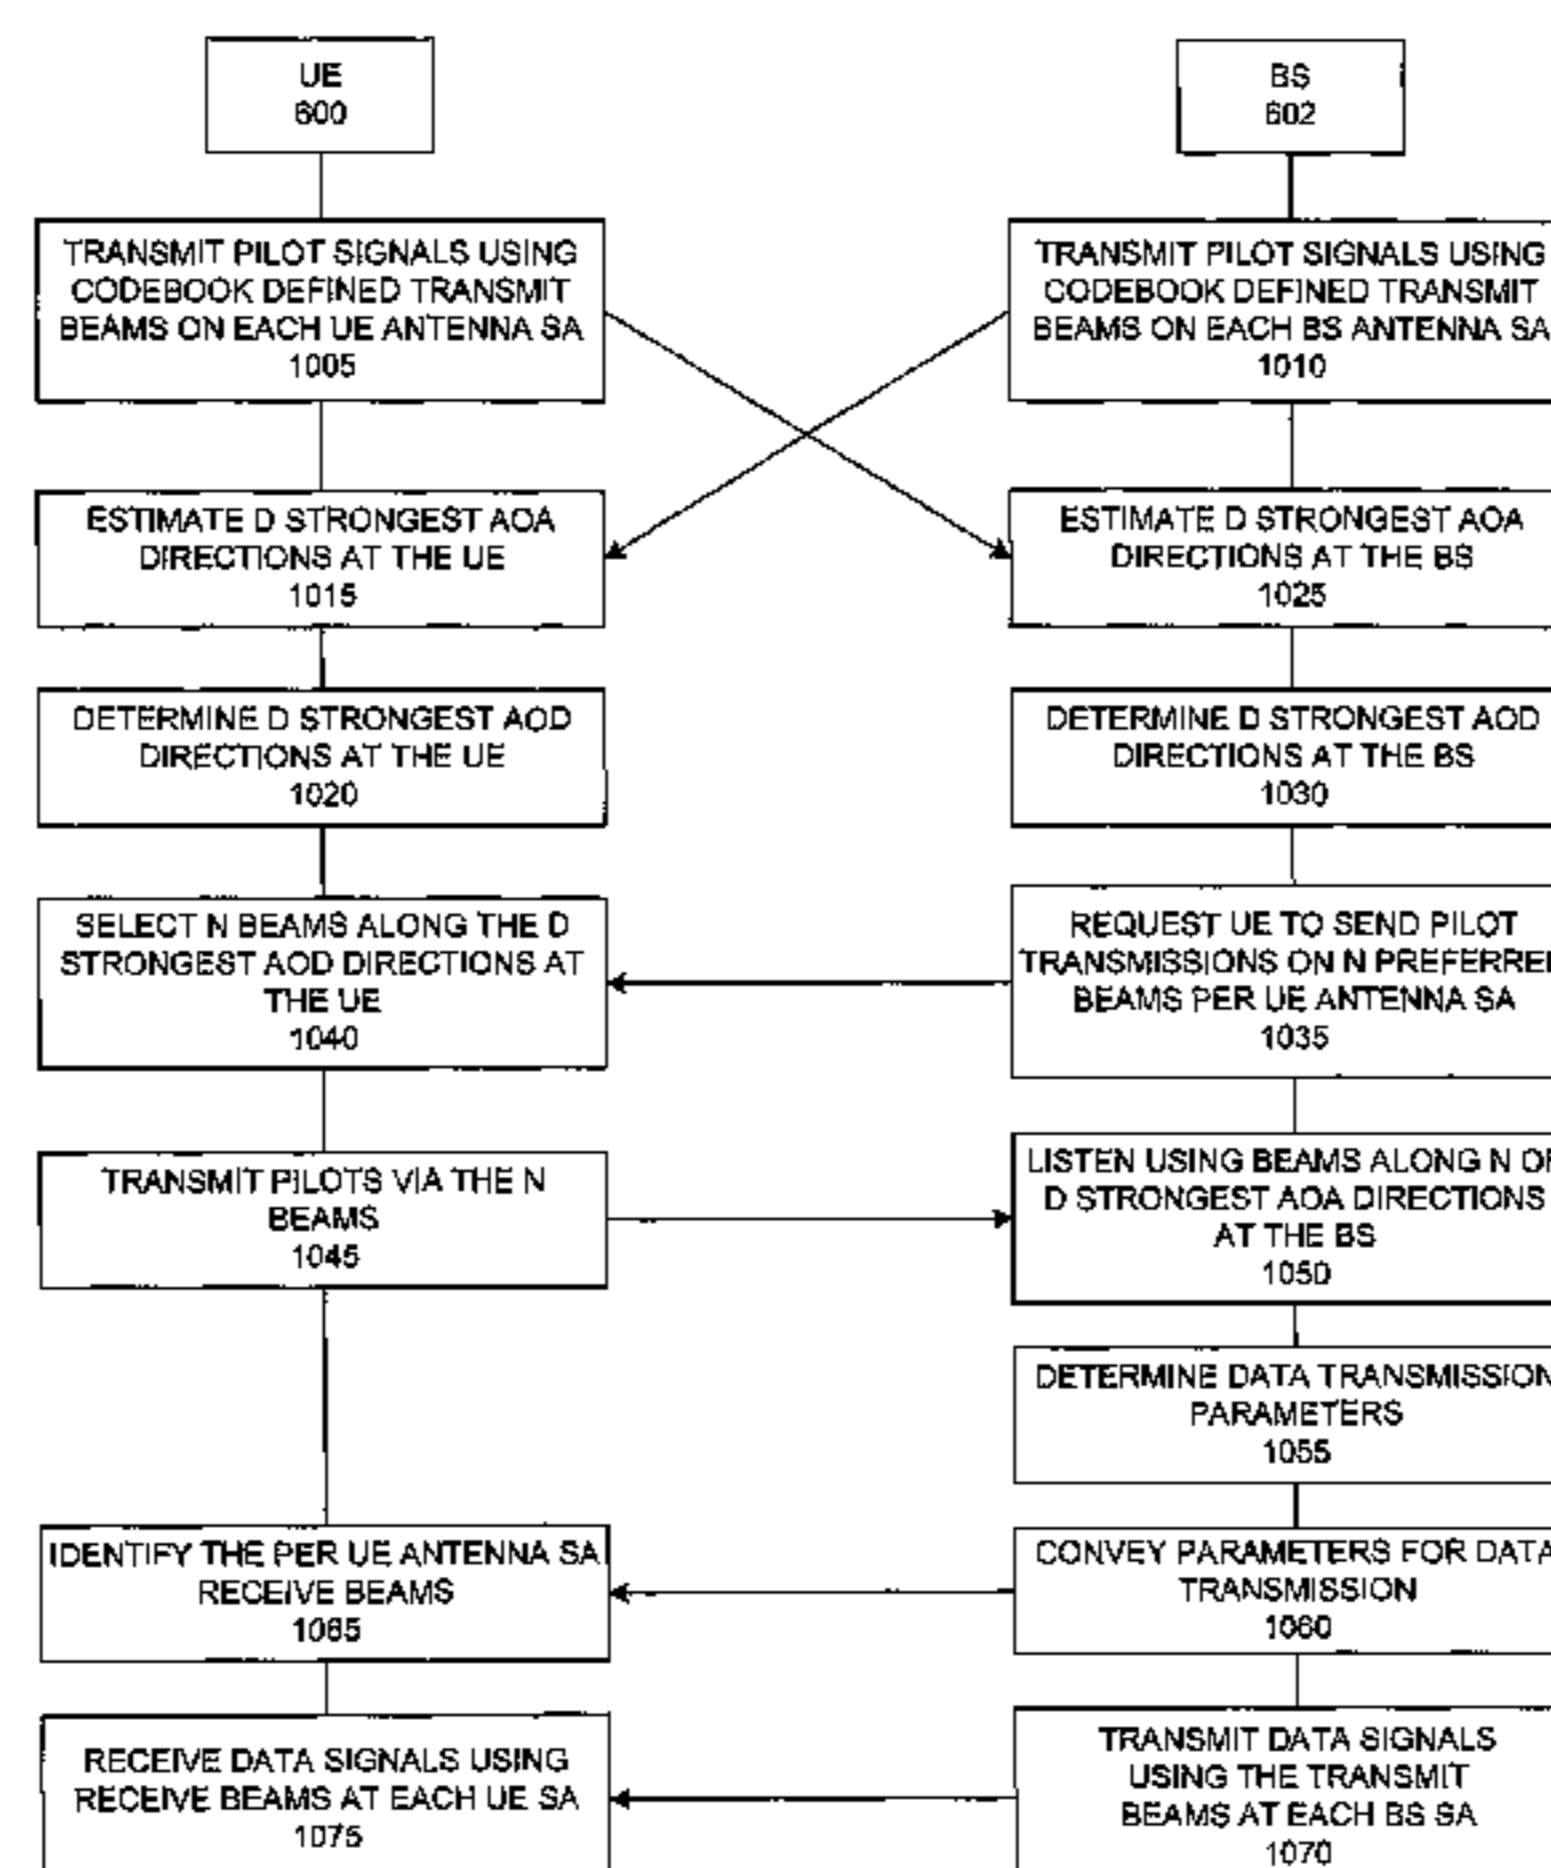 UE
600
BS
602
TRANSMIT PILOT SIGNALS USING
CODEBOOK DEFINED TRANSMIT
BEAMS ON EACH UE ANTENNA SA
1005
TRANSMIT PILOT SIGNALS USING
CODEBOOK DEFINED TRANSMIT
BEAMS ON EACH BS ANTENNA SA
1010
ESTIMATE D STRONGEST AOA
DIRECTIONS AT THE UE
1015
ESTIMATE D STRONGEST AOA
DIRECTIONS AT THE BS
1025
DETERMINE D STRONGEST AOD
DIRECTIONS AT THE UE
1020
DETERMINE D STRONGEST AOD
DIRECTIONS AT THE BS
1030
SELECT N BEAMS ALONG THE D
STRONGEST AOD DIRECTIONS AT
THE UE
1040
REQUEST UE TO SEND PILOT
TRANSMISSIONS ON N PREFERRE
BEAMS PER UE ANTENNA SA
1035
TRANSMIT PILOTS VIA THE N
BEAMS
1045
LISTEN USING BEAMS ALONG N OF
D STRONGEST AOA DIRECTIONS
AT THE BS
1050
DETERMINE DATA TRANSMISSION
PARAMETERS
1055
IDENTIFY THE PER UE ANTENNA SA
RECEIVE BEAMS
1065
CONVEY PARAMETERS FOR DATA
TRANSMISSION
1060
RECEIVE DATA SIGNALS USING
RECEIVE BEAMS AT EACH UE SA
1075
TRANSMIT DATA SIGNALS
USING THE TRANSMIT
BEAMS AT EACH BS SA
1070